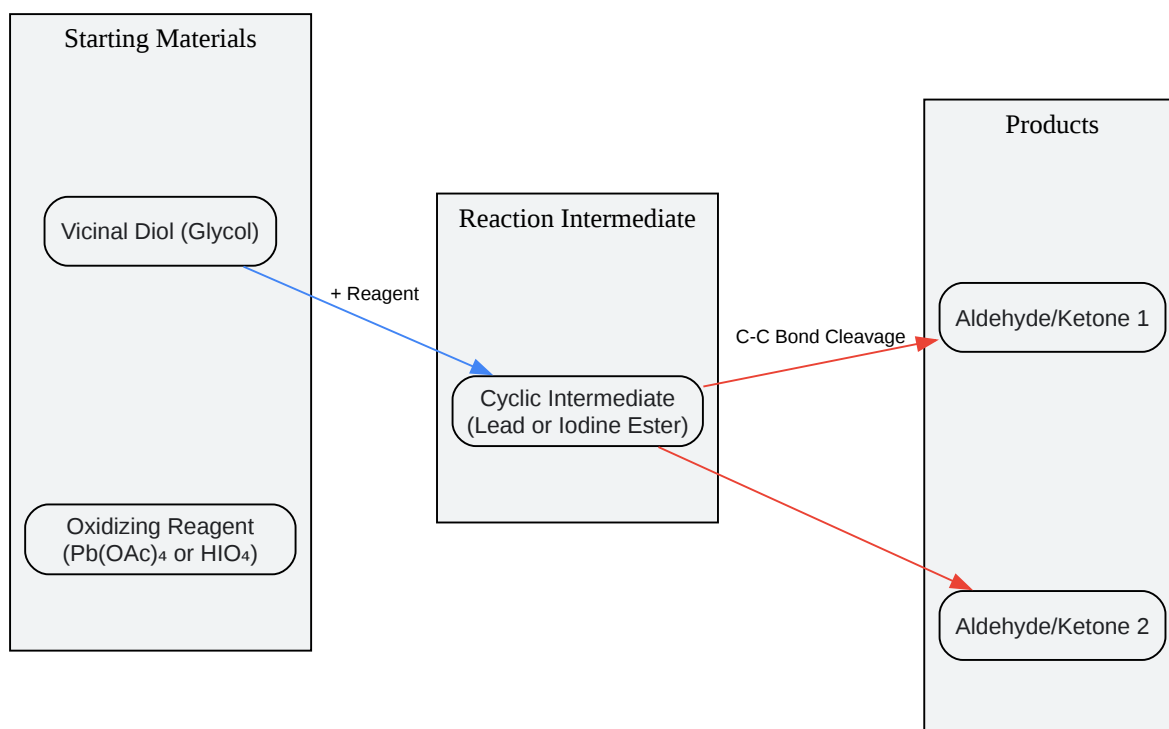 Starting Materials
Vicinal Diol (Glycol)
Oxidizing Reagent
(Pb(OAc)₄ or HIO₄)
+ Reagent
Reaction Intermediate
Cyclic Intermediate
(Lead or Iodine Ester)
C-C Bond Cleavage
Products
Aldehyde/Ketone 1
Aldehyde/Ketone 2